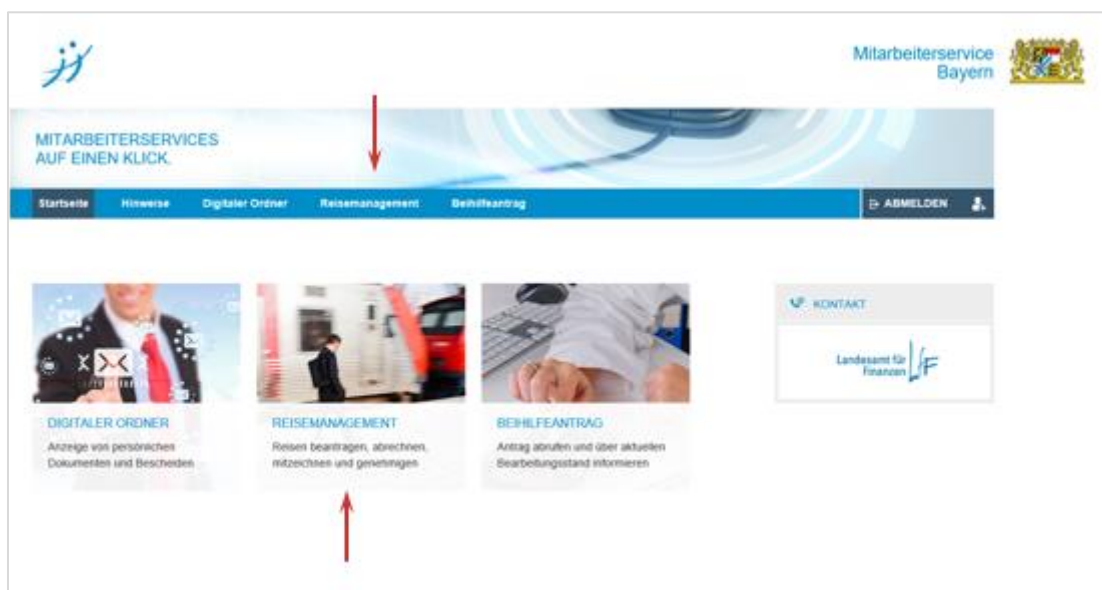 Mitarbeiterservice
Bayern
MITARBEITERSERVICES
AUF EINEN KLICK.
Startseite Hinweise Digitaler Ordner Reisemanagement Beihilfeantrag ABMELDEN
KONTAKT
Landesamt für
Finanzen
DIGITALER ORDNER
Anzeige von persönlichen
Dokumenten und Bescheiden
REISEMANAGEMENT
Reisen beantragen, abrechnen,
mitzeichnen und genehmigen
BEIHILFEANTRAG
Antrag abrufen und über aktuellen
Bearbeitungsstand informieren